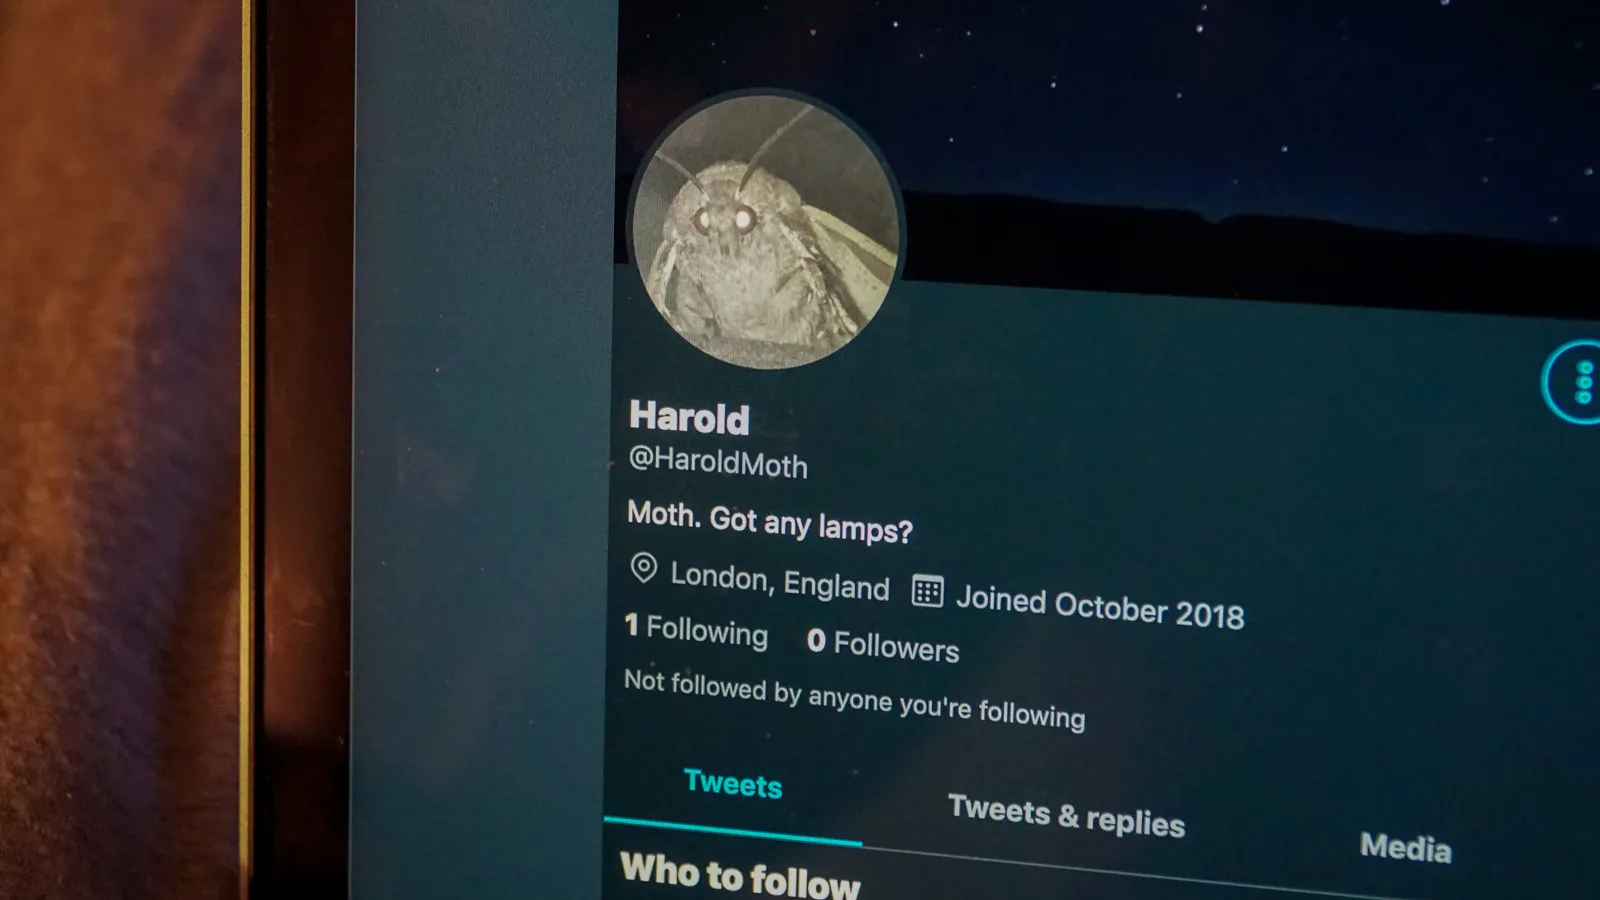 Harold
@HaroldMoth
Moth. Got any lamps?
London, England Joined October 2018
1 Following 0 Followers
Not followed by anyone you're following
Tweets Tweets & replies Media
Who to follow